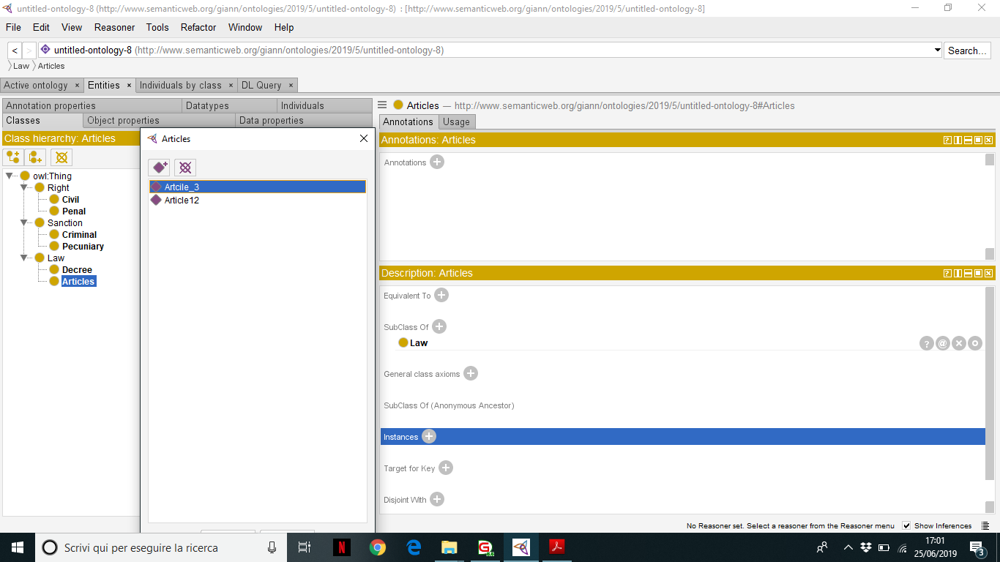 untitled-ontology-8 (http://www.semanticweb.org/giann/ontologies/2019/5/untitled-ontology-8) : [http://www.semanticweb.org/giann/ontologies/2019/5/untitled-ontology-8]
File Edit View Reasoner Tools Refactor Window Help
< > untitled-ontology-8 (http://www.semanticweb.org/giann/ontologies/2019/5/untitled-ontology-8) Search...
Law Articles
Active ontology × Entities × Individuals by class × DL Query ×
Annotation properties Datatypes Individuals
Classes Object properties Data properties
Class hierarchy: Articles
owl:Thing
Right
Civil
Penal
Sanction
Criminal
Pecuniary
Law
Decree
Articles
Articles
Artcile_3
Article12
Articles — http://www.semanticweb.org/giann/ontologies/2019/5/untitled-ontology-8#Articles
Annotations Usage
Annotations: Articles
Annotations
Description: Articles
Equivalent To
SubClass Of
Law
General class axioms
SubClass Of (Anonymous Ancestor)
Instances
Target for Key
Disjoint With
No Reasoner set. Select a reasoner from the Reasoner menu Show Inferences
Scrivi qui per eseguire la ricerca
17:01
25/06/2019
3